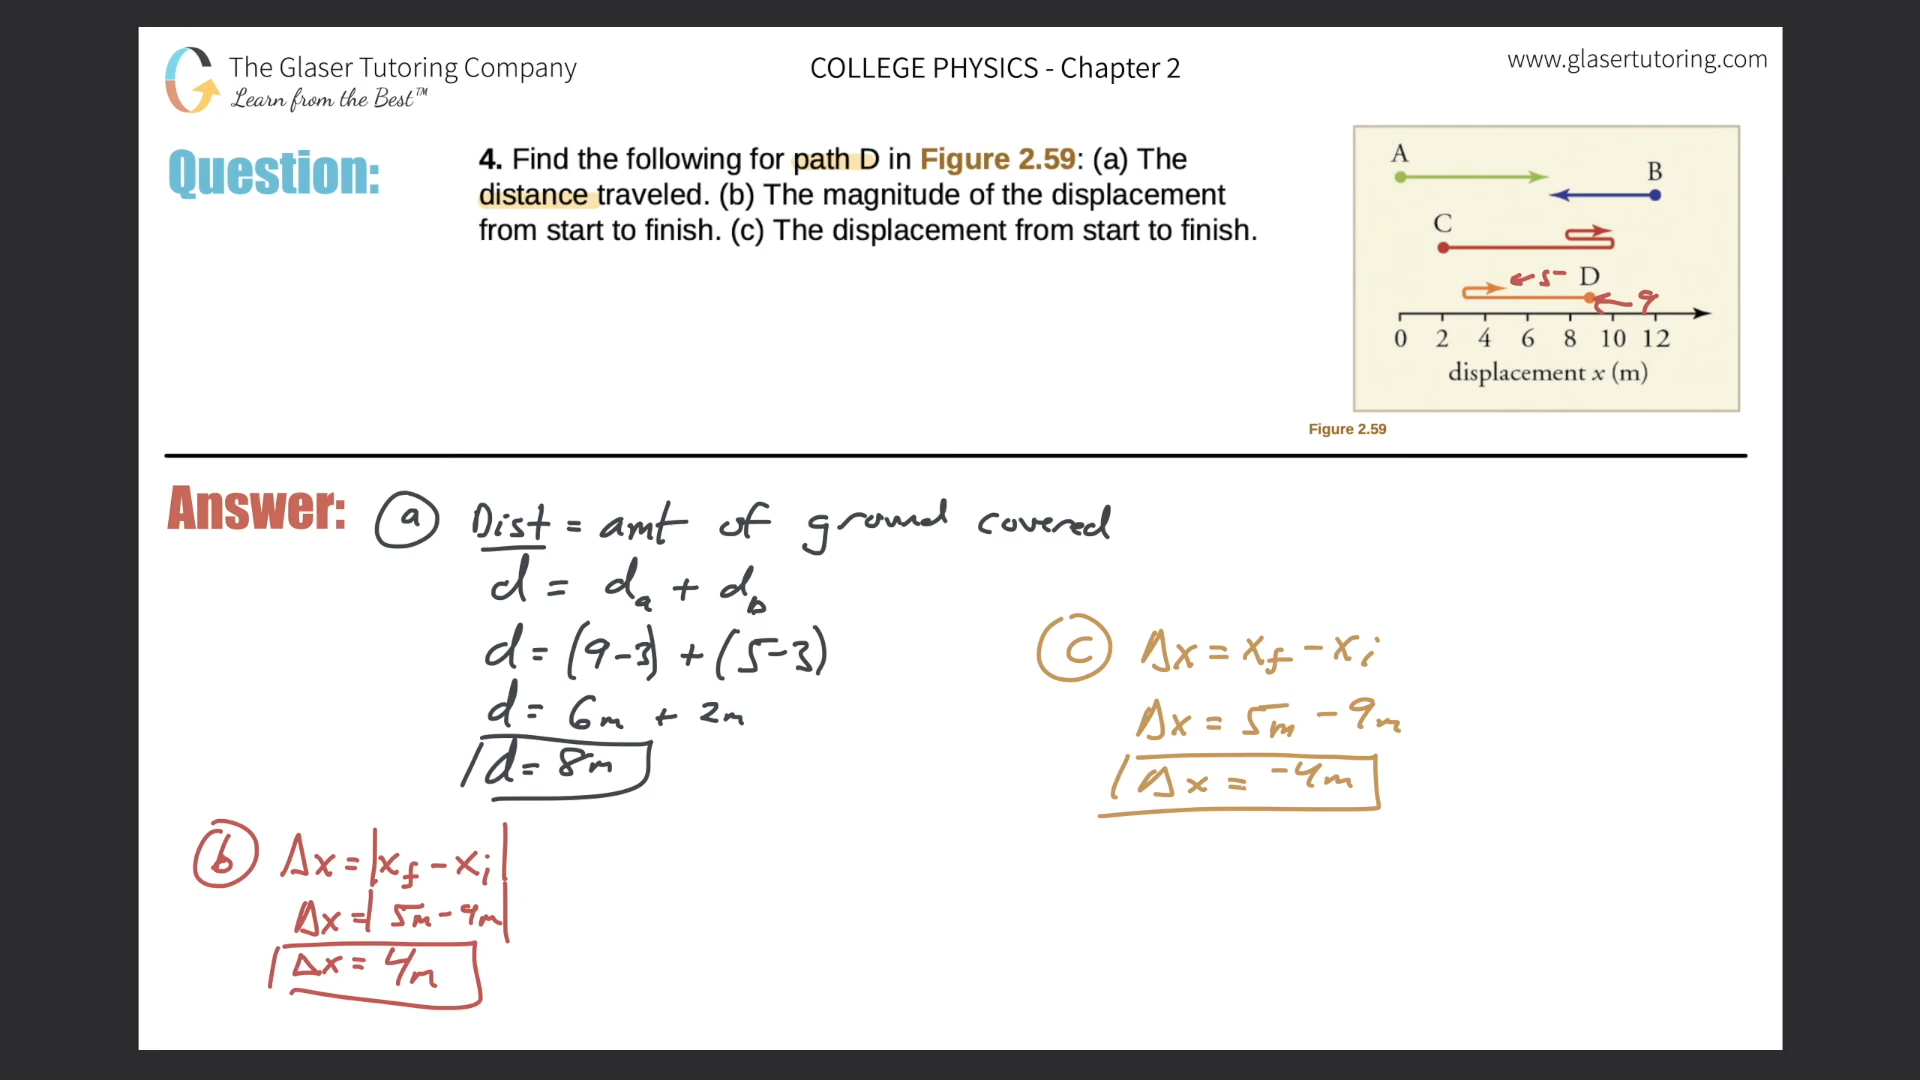 The Glaser Tutoring Company
Learn from the Best™
COLLEGE PHYSICS - Chapter 2
www.glasertutoring.com
Question:
4. Find the following for path D in Figure 2.59: (a) The
distance traveled. (b) The magnitude of the displacement
from start to finish. (c) The displacement from start to finish.
A
B
C
← 5 D
← 9
0 2 4 6 8 10 12
displacement x (m)
Figure 2.59
Answer:
a Dist = amt of ground covered
d = da + db
d = (9-3) + (5-3)
d = 6m + 2m
d = 8m
b Δx = |xf - xi|
Δx = |5m - 9m|
Δx = 4m
c Δx = xf - xi
Δx = 5m - 9m
Δx = -4m